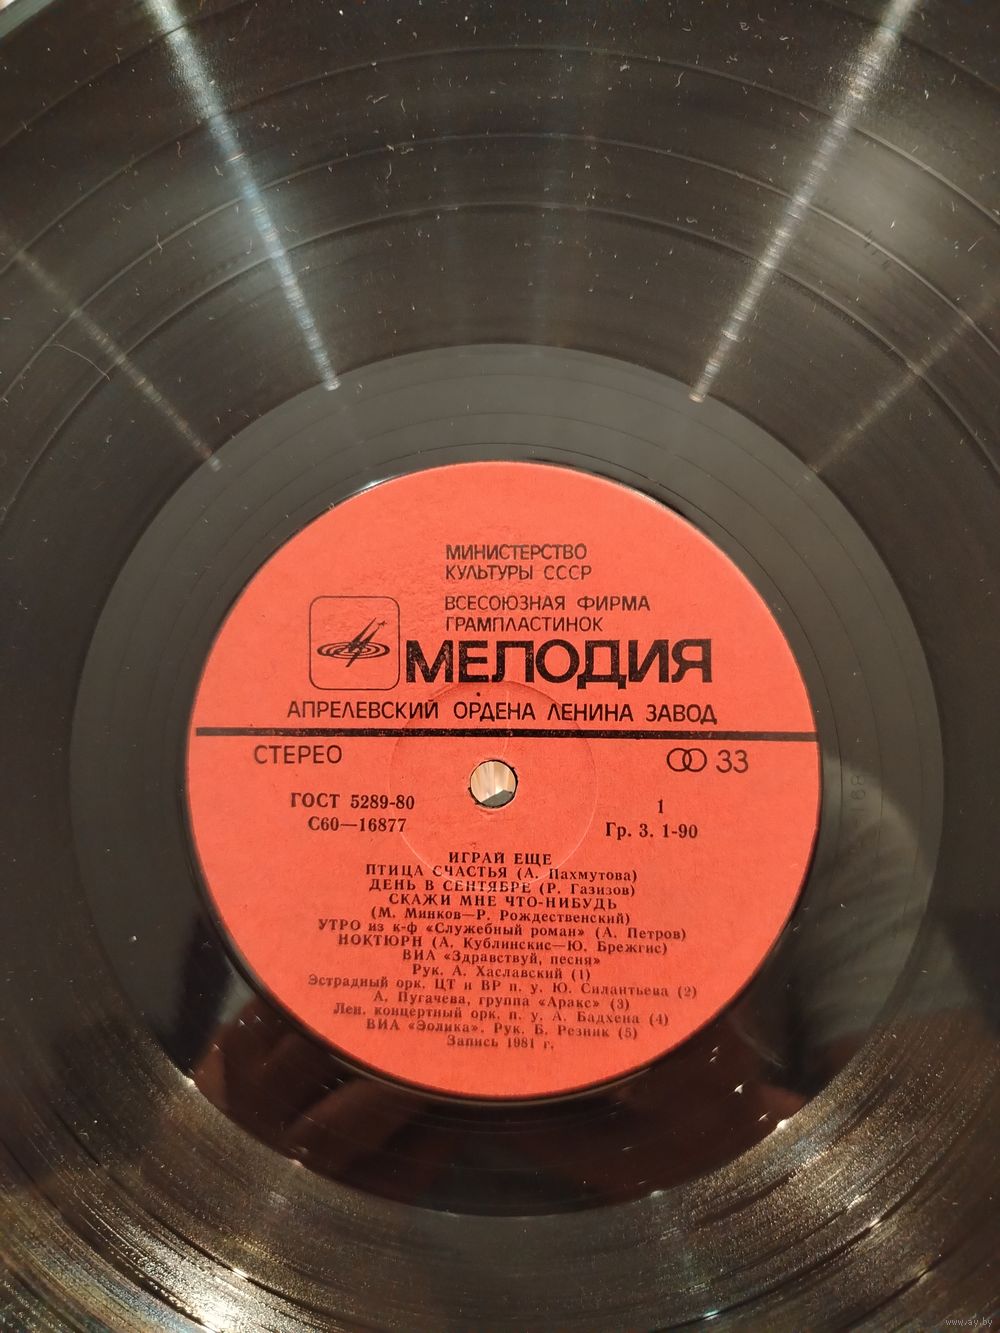 МИНИСТЕРСТВО
КУЛЬТУРЫ СССР
ВСЕСОЮЗНАЯ ФИРМА
ГРАМПЛАСТИНОК
МЕЛОДИЯ
АПРЕЛЕВСКИЙ ОРДЕНА ЛЕНИНА ЗАВОД
СТЕРЕО
33
ГОСТ 5289-80
С60—16877
1
Гр. 3. 1-90
ИГРАЙ ЕЩЕ
ПТИЦА СЧАСТЬЯ (А. Пахмутова)
ДЕНЬ В СЕНТЯБРЕ (Р. Газизов)
СКАЖИ МНЕ ЧТО-НИБУДЬ
(М. Минков—Р. Рождественский)
УТРО из к-ф «Служебный роман» (А. Петров)
НОКТЮРН (А. Кублинскис—Ю. Брежгис)
ВИА «Здравствуй, песня»
Рук. А. Хаславский (1)
Эстрадный орк. ЦТ и ВР п. у. Ю. Силантьева (2)
А. Пугачева, группа «Аракс» (3)
Лен. концертный орк. п. у. А. Бадхена (4)
ВИА «Эолика». Рук. Б. Резник (5)
Запись 1981 г.
www.ay.by